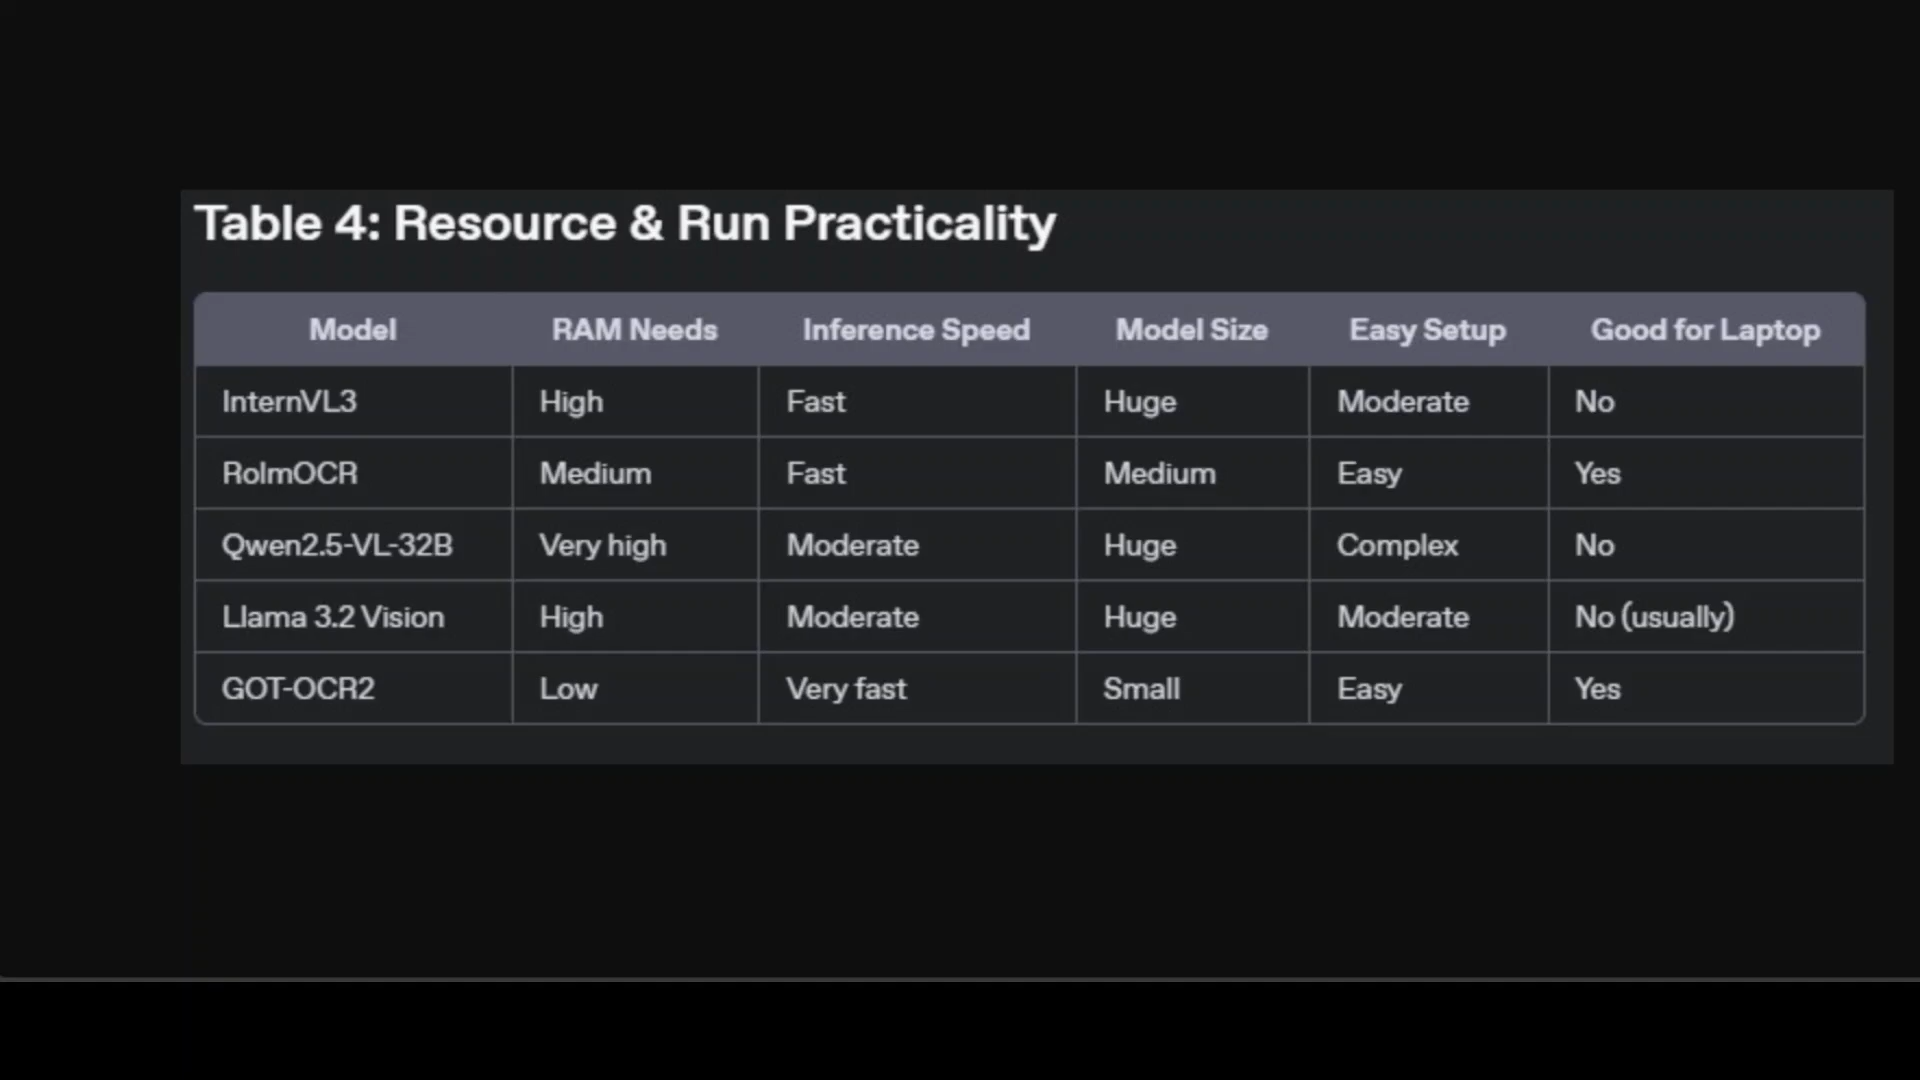 Table 4: Resource & Run Practicality
Model RAM Needs Inference Speed Model Size Easy Setup Good for Laptop
InternVL3 High Fast Huge Moderate No
RolmOCR Medium Fast Medium Easy Yes
Qwen2.5-VL-32B Very high Moderate Huge Complex No
Llama 3.2 Vision High Moderate Huge Moderate No (usually)
GOT-OCR2 Low Very fast Small Easy Yes